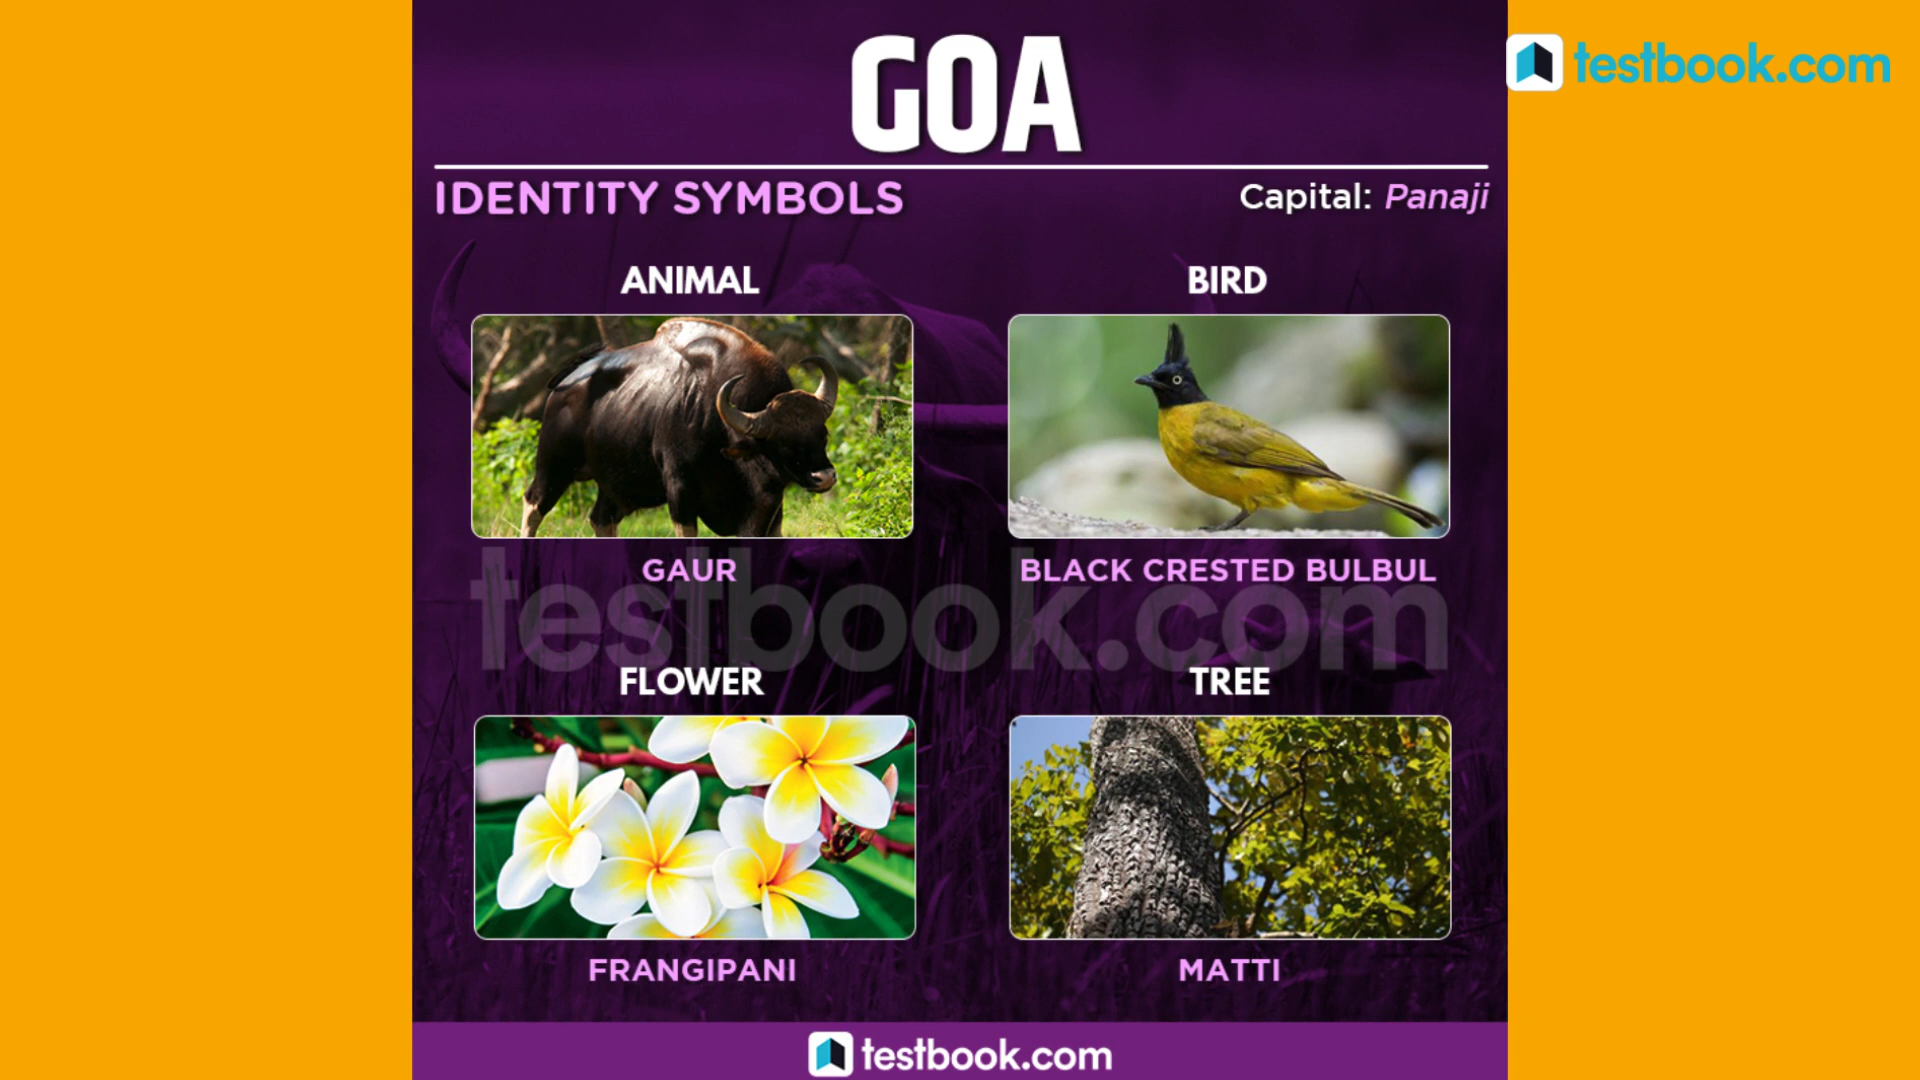 GOA
testbook.com
IDENTITY SYMBOLS
Capital: Panaji
ANIMAL
BIRD
GAUR
BLACK CRESTED BULBUL
testbook.com
FLOWER
TREE
FRANGIPANI
MATTI
testbook.com